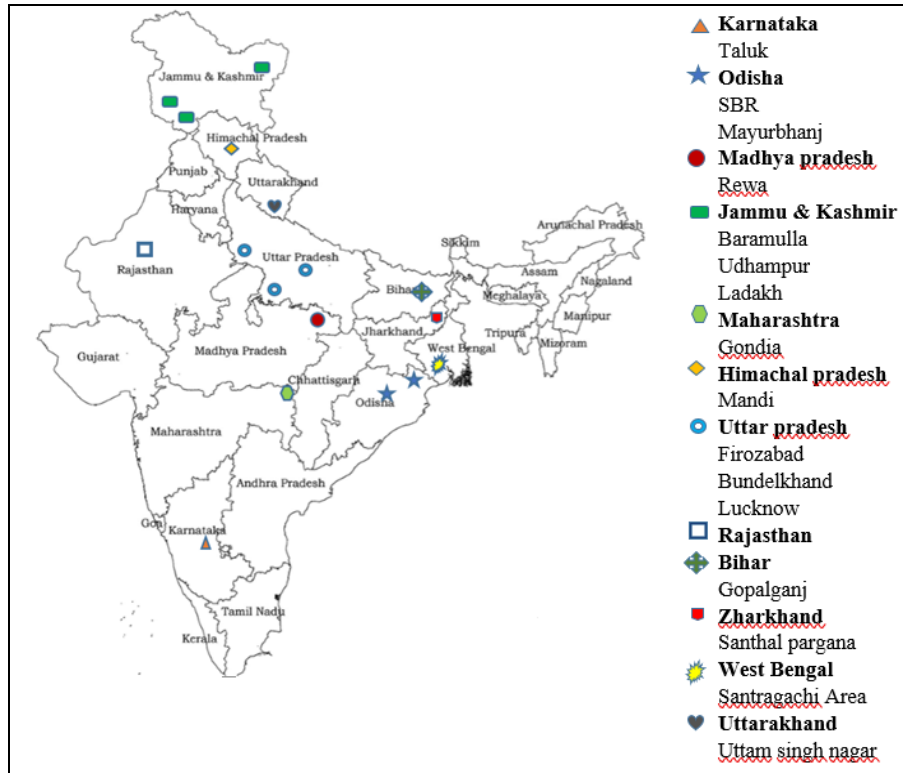 Jammu & Kashmir
Himachal Pradesh
Punjab
Uttarakhand
Haryana
Arunachal Pradesh
Sikkim
Rajasthan
Uttar Pradesh
Assam
Nagaland
Bihar
Meghalaya
Manipur
Jharkhand
Tripura
Mizoram
Gujarat
Madhya Pradesh
West Bengal
Chhattisgarh
Odisha
Maharashtra
Andhra Pradesh
Goa
Karnataka
Tamil Nadu
Kerala
Karnataka
Taluk
Odisha
SBR
Mayurbhanj
Madhya pradesh
Rewa
Jammu & Kashmir
Baramulla
Udhampur
Ladakh
Maharashtra
Gondia
Himachal pradesh
Mandi
Uttar pradesh
Firozabad
Bundelkhand
Lucknow
Rajasthan
Bihar
Gopalganj
Zharkhand
Santhal pargana
West Bengal
Santragachi Area
Uttarakhand
Uttam singh nagar